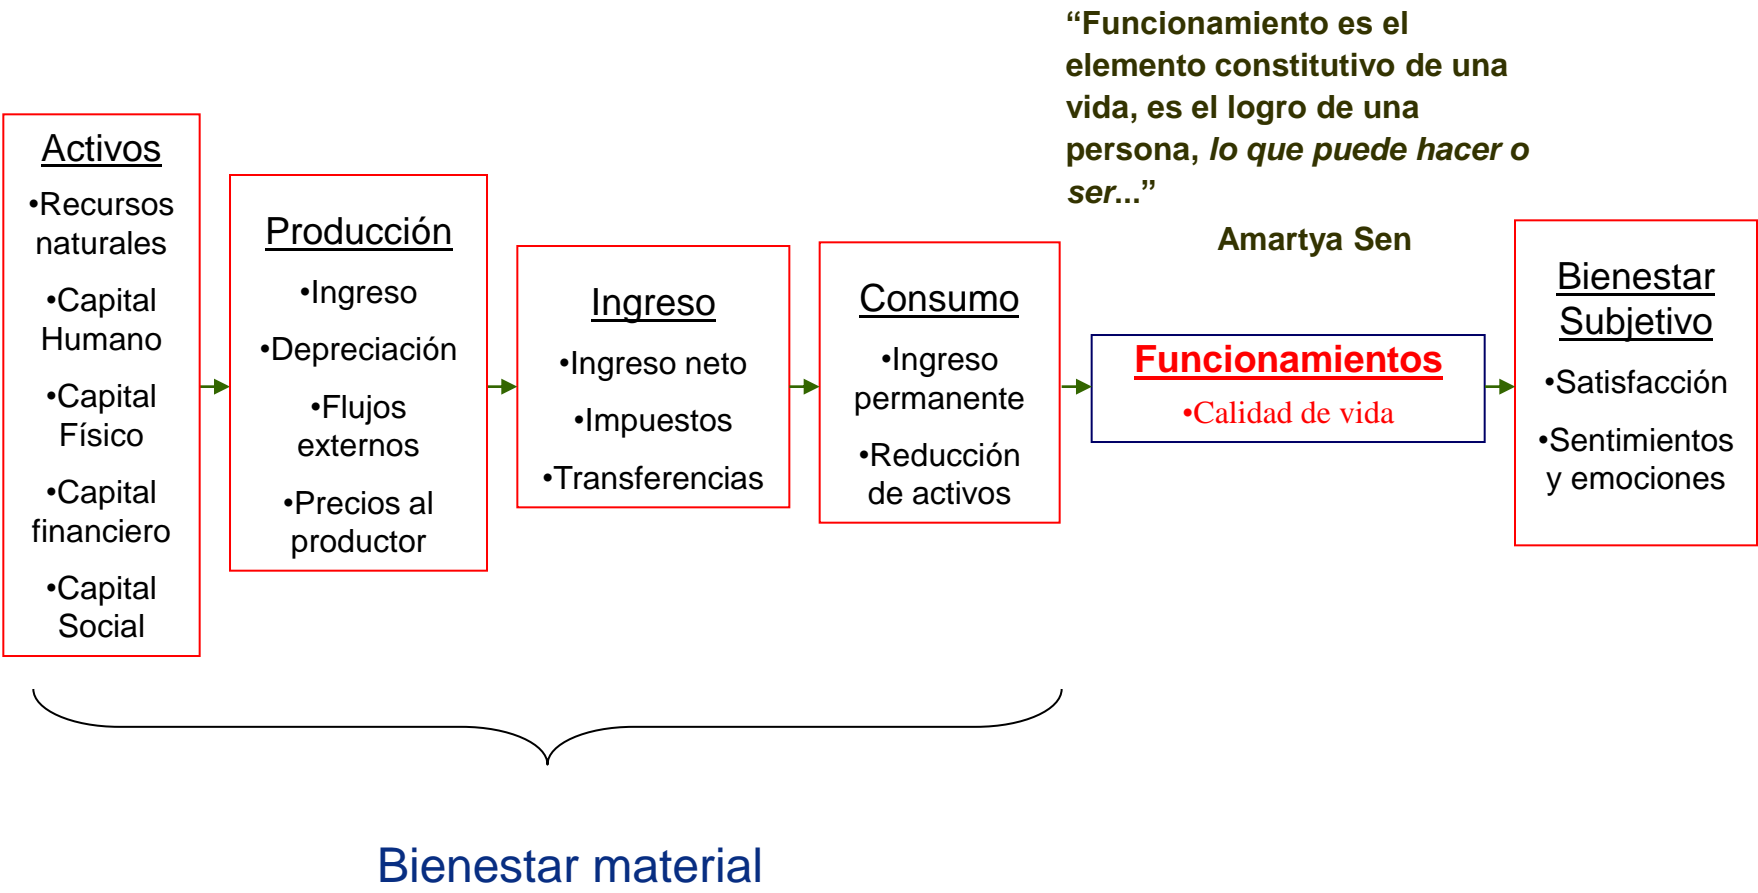 “Funcionamiento es el
elemento constitutivo de una
vida, es el logro de una
persona, lo que puede hacer o
ser...”
Amartya Sen
Activos
•Recursos
naturales
•Capital
Humano
•Capital
Físico
•Capital
financiero
•Capital
Social
Producción
•Ingreso
•Depreciación
•Flujos
externos
•Precios al
productor
Ingreso
•Ingreso neto
•Impuestos
•Transferencias
Consumo
•Ingreso
permanente
•Reducción
de activos
Funcionamientos
•Calidad de vida
Bienestar
Subjetivo
•Satisfacción
•Sentimientos
y emociones
Bienestar material